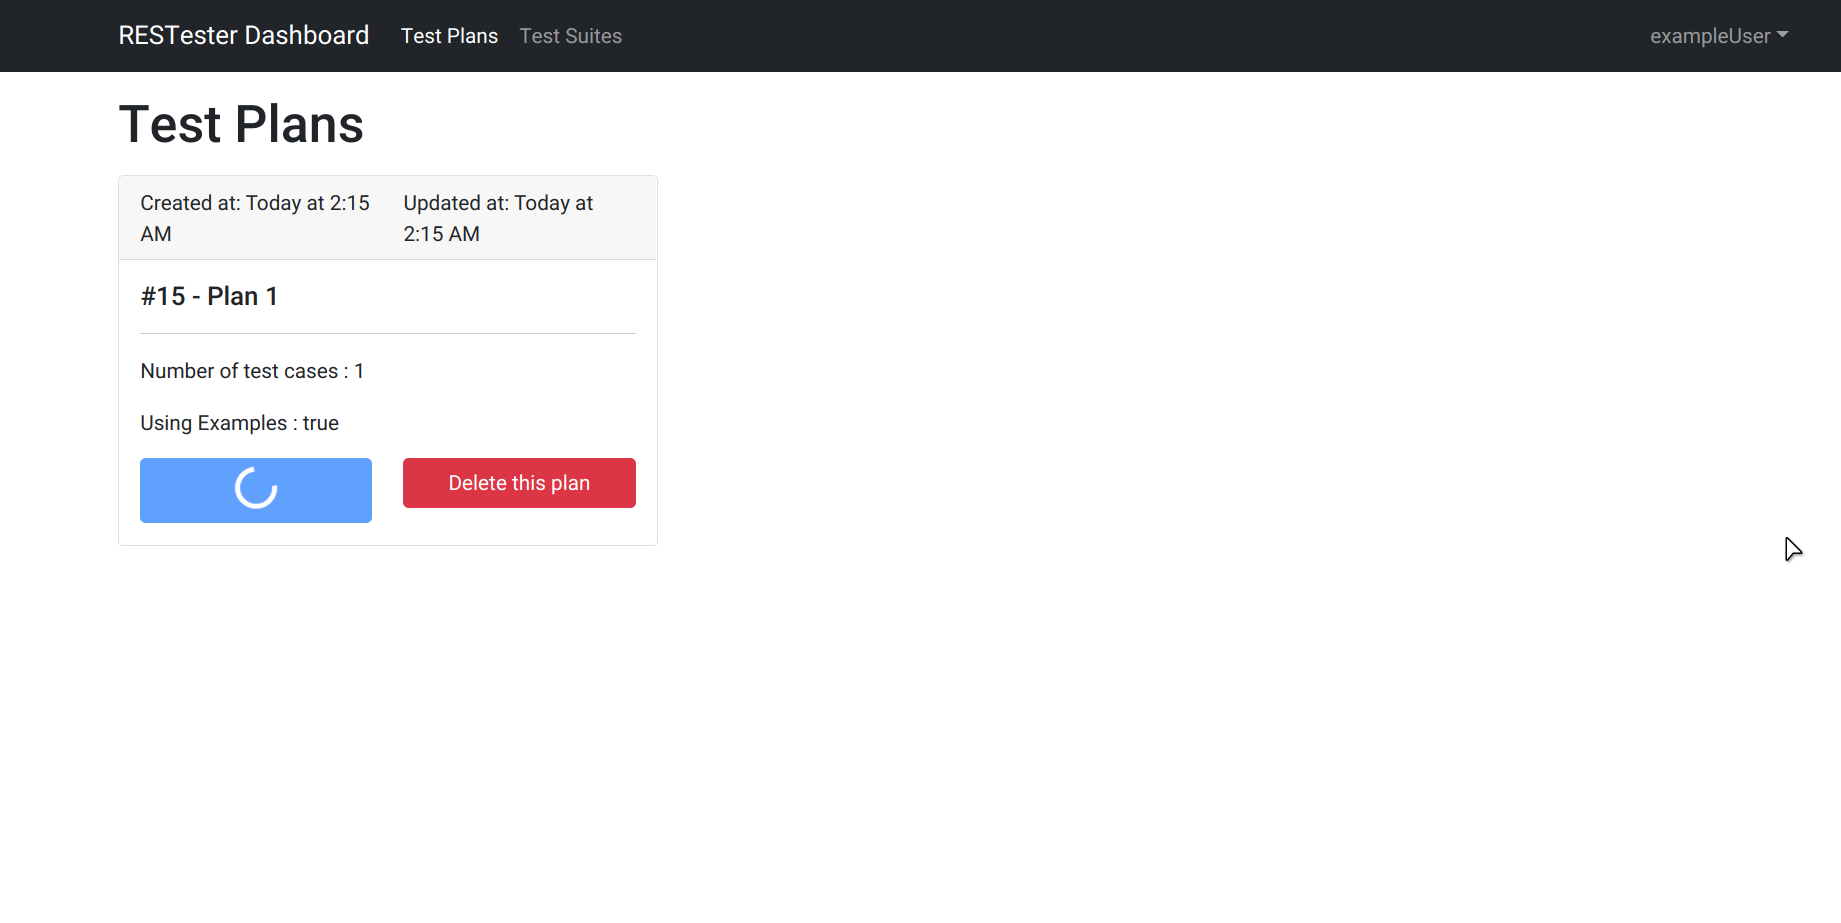 RESTester Dashboard Test Plans Test Suites exampleUser
Test Plans
Created at: Today at 2:15
AM
Updated at: Today at
2:15 AM
#15 - Plan 1
Number of test cases : 1
Using Examples : true
Delete this plan